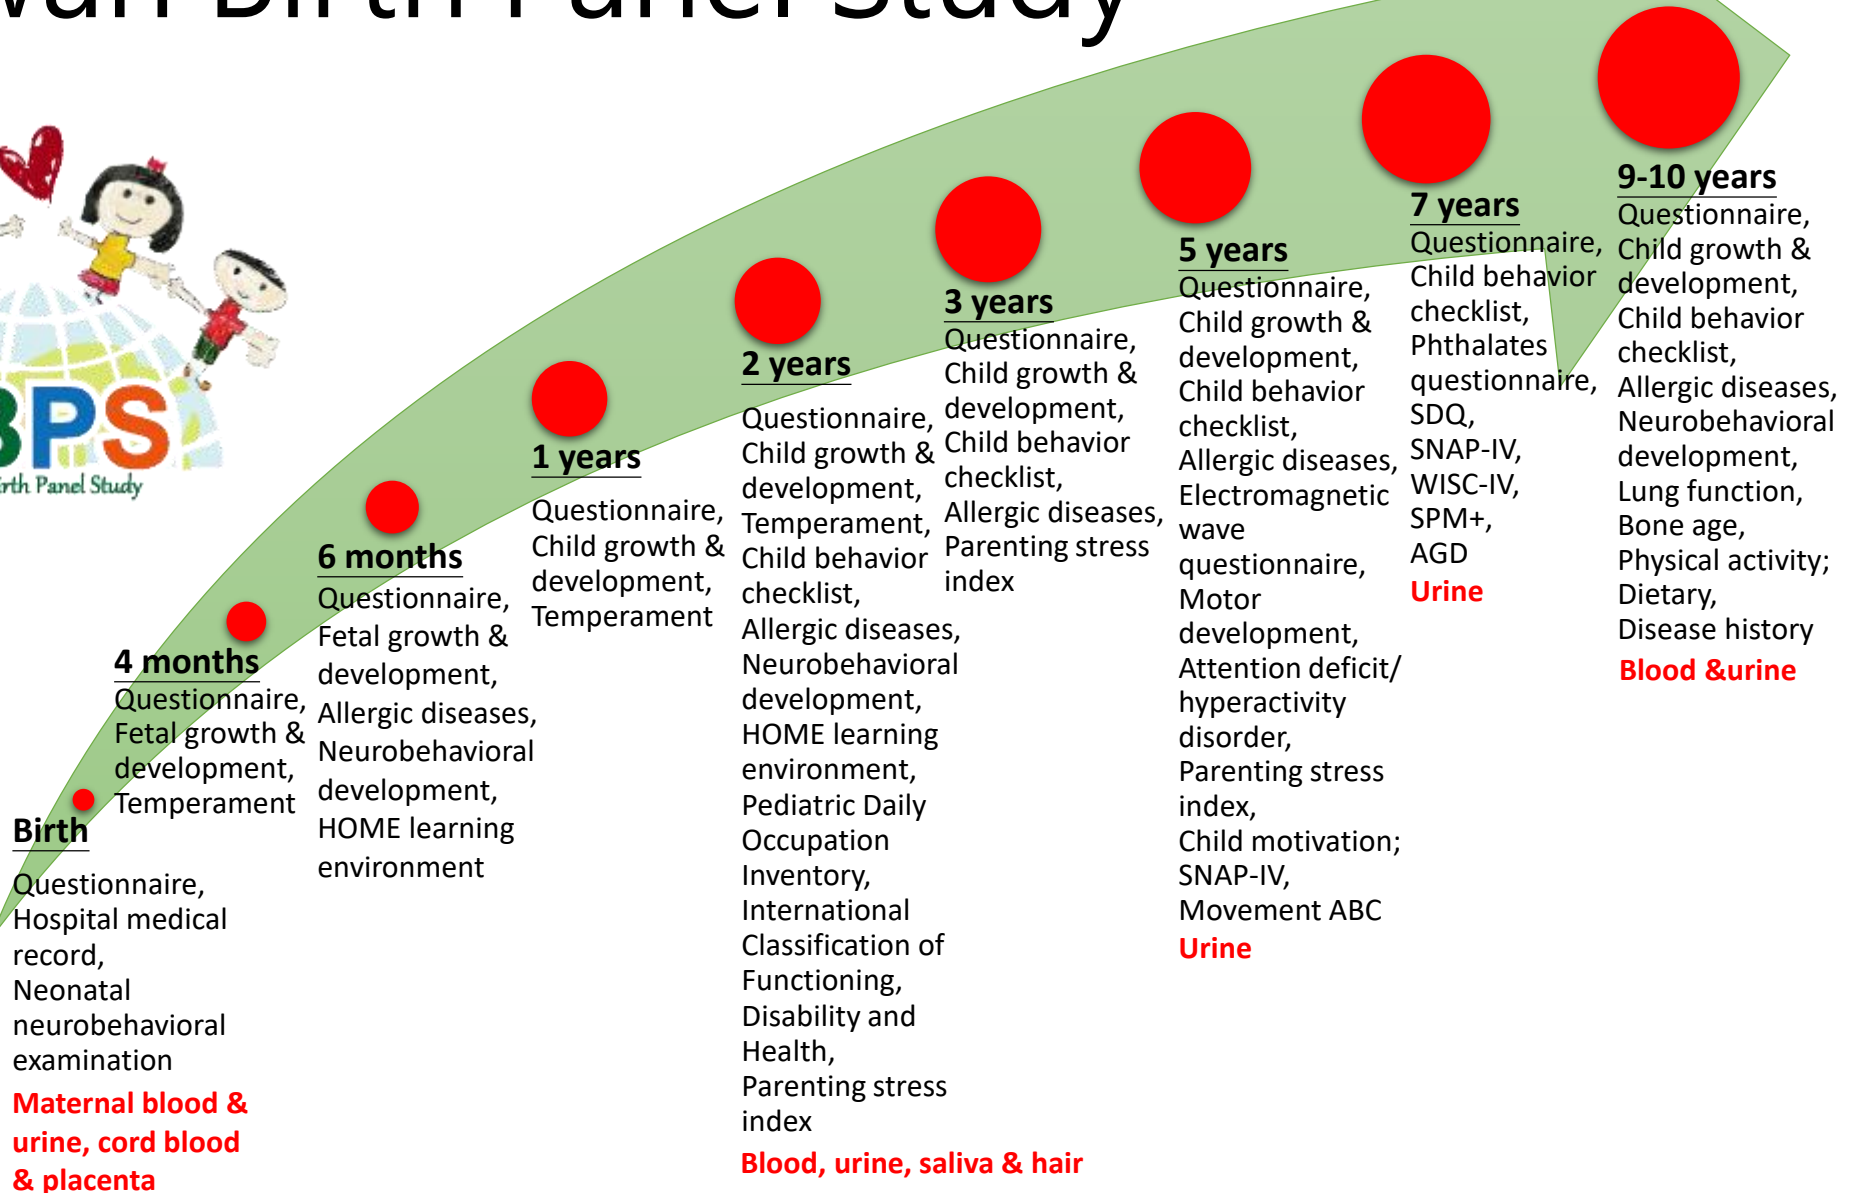 Birth Panel Study
BPS
Birth Panel Study
Birth
Questionnaire,
Hospital medical
record,
Neonatal
neurobehavioral
examination
Maternal blood &
urine, cord blood
& placenta
4 months
Questionnaire,
Fetal growth &
development,
Temperament
6 months
Questionnaire,
Fetal growth &
development,
Allergic diseases,
Neurobehavioral
development,
HOME learning
environment
1 years
Questionnaire,
Child growth &
development,
Temperament
2 years
Questionnaire,
Child growth &
development,
Temperament,
Child behavior
checklist,
Allergic diseases,
Neurobehavioral
development,
HOME learning
environment,
Pediatric Daily
Occupation
Inventory,
International
Classification of
Functioning,
Disability and
Health,
Parenting stress
index
Blood, urine, saliva & hair
3 years
Questionnaire,
Child growth &
development,
Child behavior
checklist,
Allergic diseases,
Parenting stress
index
5 years
Questionnaire,
Child growth &
development,
Child behavior
checklist,
Allergic diseases,
Electromagnetic
wave
questionnaire,
Motor
development,
Attention deficit/
hyperactivity
disorder,
Parenting stress
index,
Child motivation;
SNAP-IV,
Movement ABC
Urine
7 years
Questionnaire,
Child behavior
checklist,
Phthalates
questionnaire,
SDQ,
SNAP-IV,
WISC-IV,
SPM+,
AGD
Urine
9-10 years
Questionnaire,
Child growth &
development,
Child behavior
checklist,
Allergic diseases,
Neurobehavioral
development,
Lung function,
Bone age,
Physical activity;
Dietary,
Disease history
Blood &urine